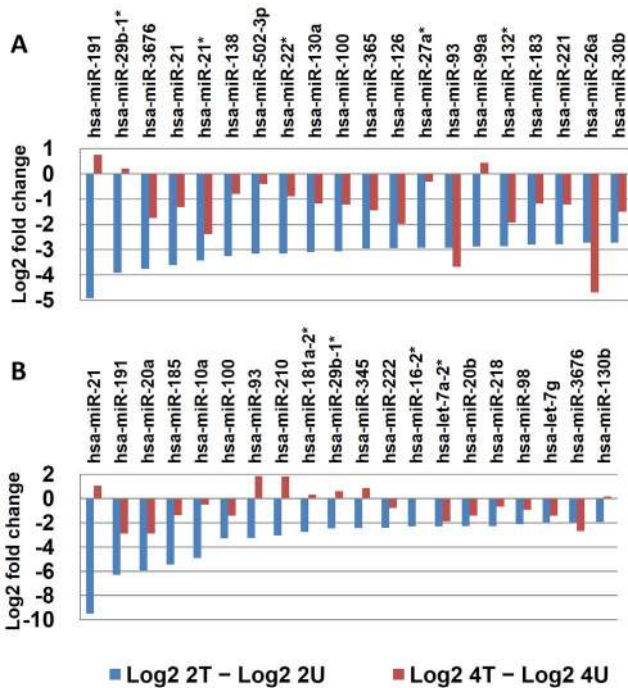 A
hsa-miR-191
hsa-miR-29b-1*
hsa-miR-3676
hsa-miR-21
hsa-miR-21*
hsa-miR-138
hsa-miR-502-3p
hsa-miR-22*
hsa-miR-130a
hsa-miR-100
hsa-miR-365
hsa-miR-126
hsa-miR-27a*
hsa-miR-93
hsa-miR-99a
hsa-miR-132*
hsa-miR-183
hsa-miR-221
hsa-miR-26a
hsa-miR-30b
Log2 fold change
1
0
-1
-2
-3
-4
-5
B
hsa-miR-21
hsa-miR-191
hsa-miR-20a
hsa-miR-185
hsa-miR-10a
hsa-miR-100
hsa-miR-93
hsa-miR-210
hsa-miR-181a-2*
hsa-miR-29b-1*
hsa-miR-345
hsa-miR-222
hsa-miR-16-2*
hsa-let-7a-2*
hsa-miR-20b
hsa-miR-218
hsa-miR-98
hsa-let-7g
hsa-miR-3676
hsa-miR-130b
Log2 fold change
2
0
-2
-4
-6
-8
-10
Log2 2T − Log2 2U
Log2 4T − Log2 4U